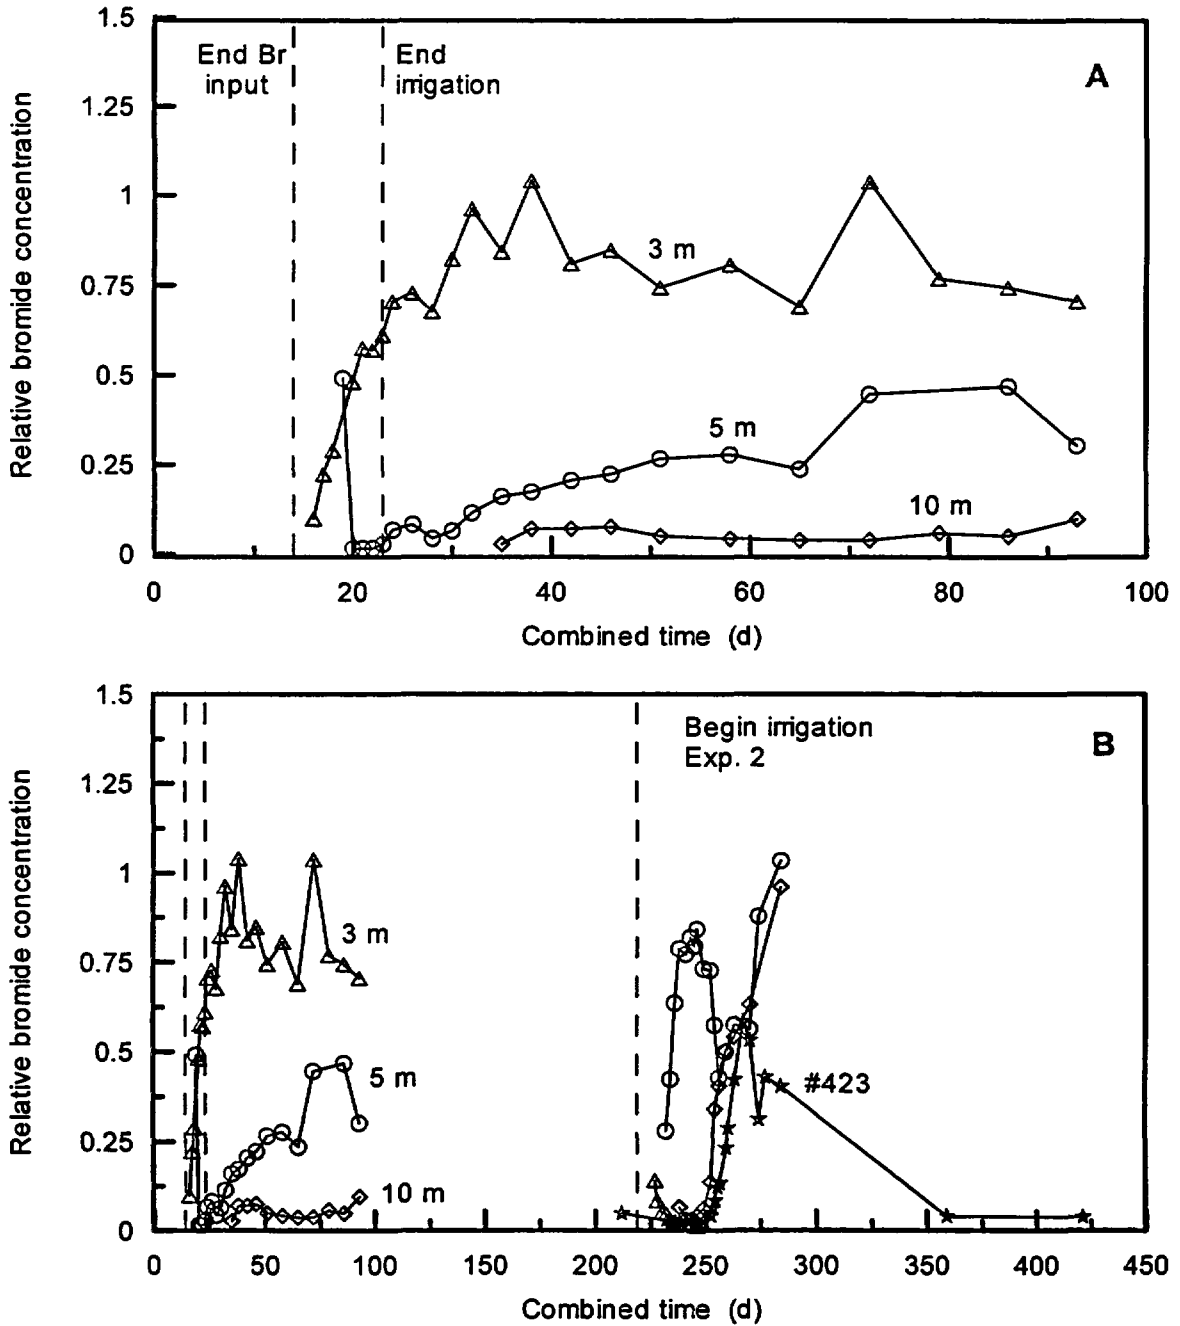 1.5
End Br
input
End
irrigation
A
1.25
1
0.75
0.5
0.25
0
3 m
5 m
10 m
Relative bromide concentration
0 20 40 60 80 100
Combined time (d)
1.5
Begin irrigation
Exp. 2
B
1.25
1
0.75
0.5
0.25
0
3 m
5 m
10 m
#423
Relative bromide concentration
0 50 100 150 200 250 300 350 400 450
Combined time (d)